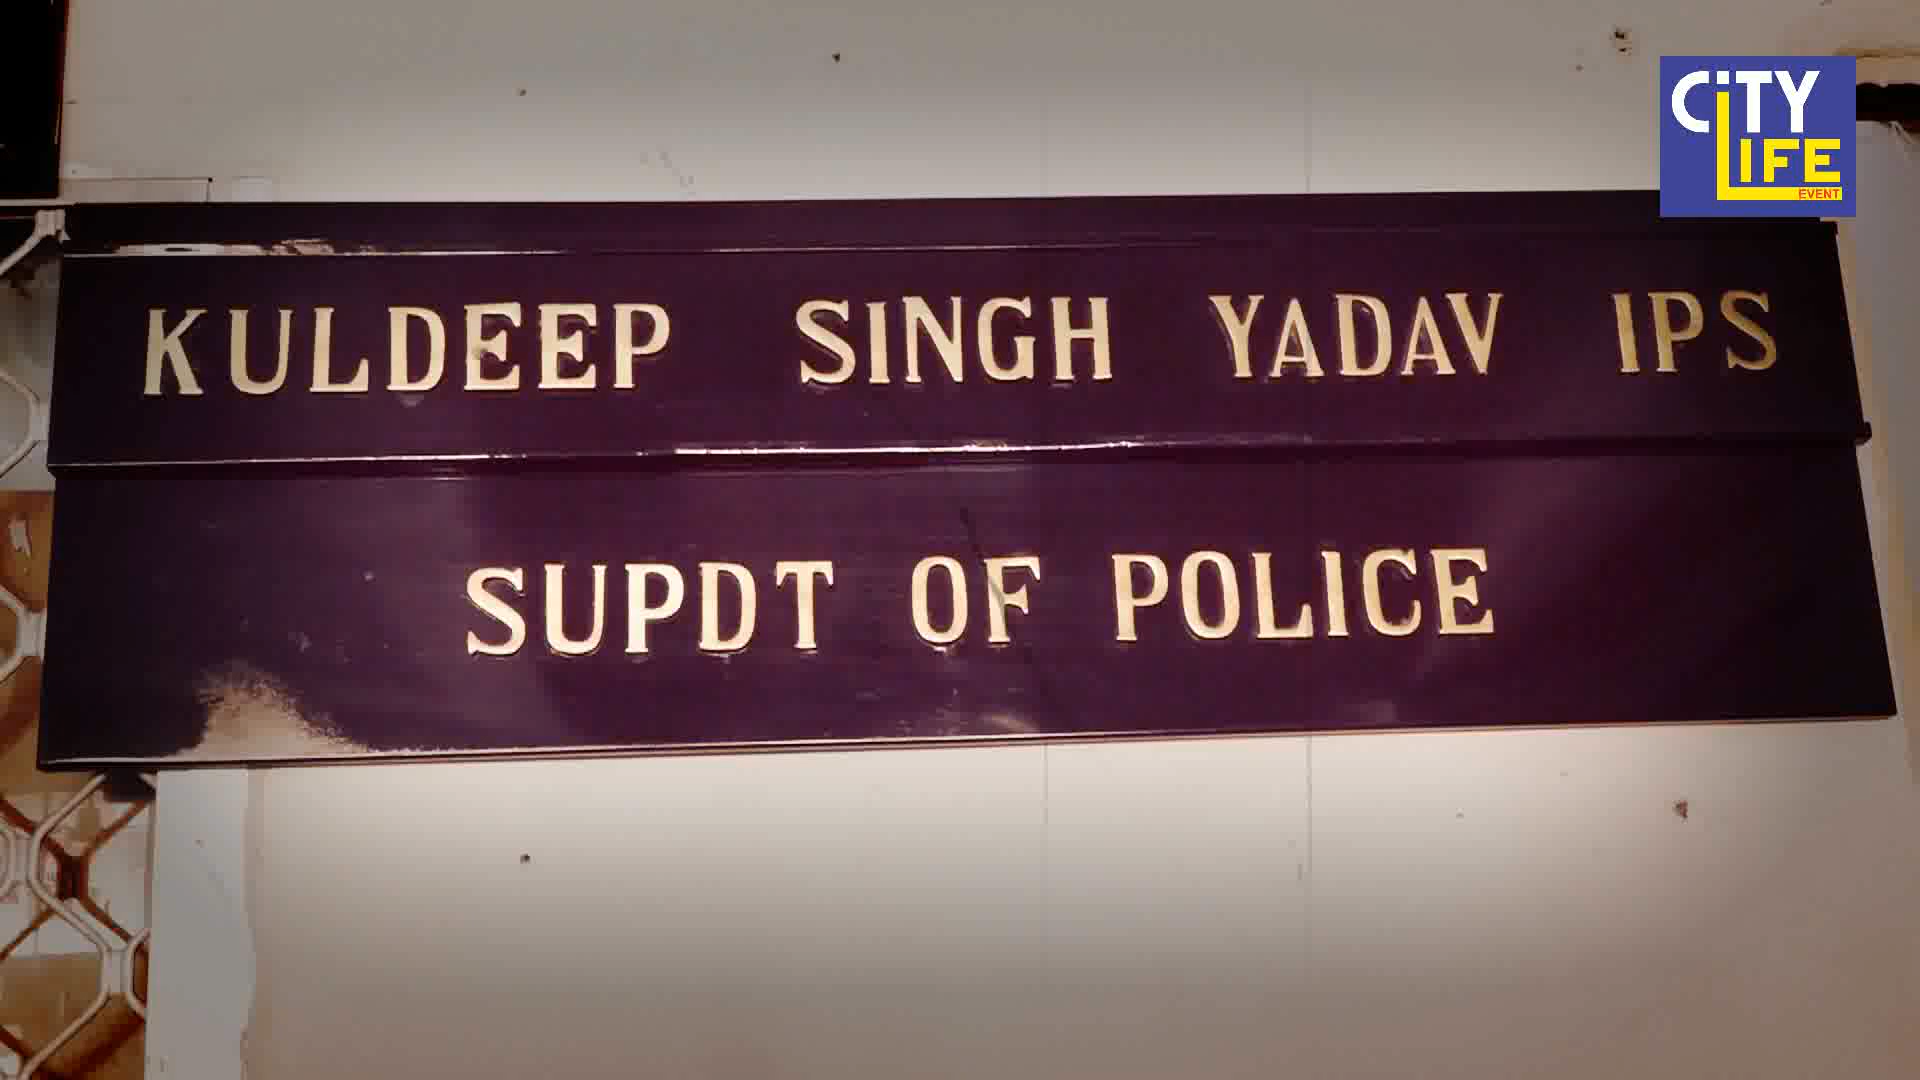 CiTY
LIFE
EVENT
KULDEEP SINGH YADAV IPS
SUPDT OF POLICE